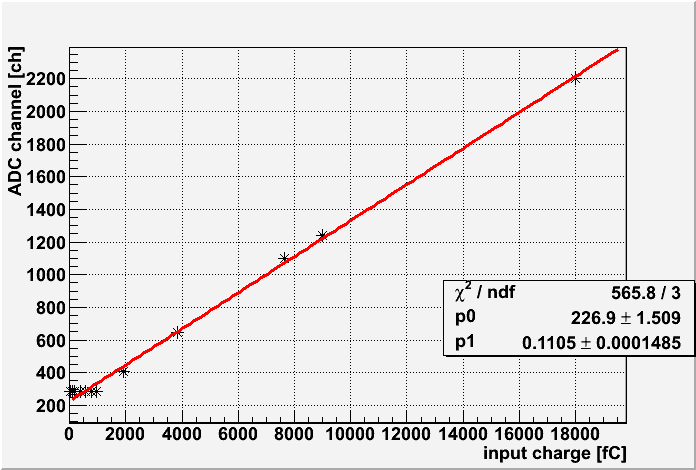 ADC channel [ch]
2200
2000
1800
1600
1400
1200
1000
800
600
400
200
χ² / ndf 565.8 / 3
p0 226.9 ± 1.509
p1 0.1105 ± 0.0001485
0 2000 4000 6000 8000 10000 12000 14000 16000 18000
input charge [fC]